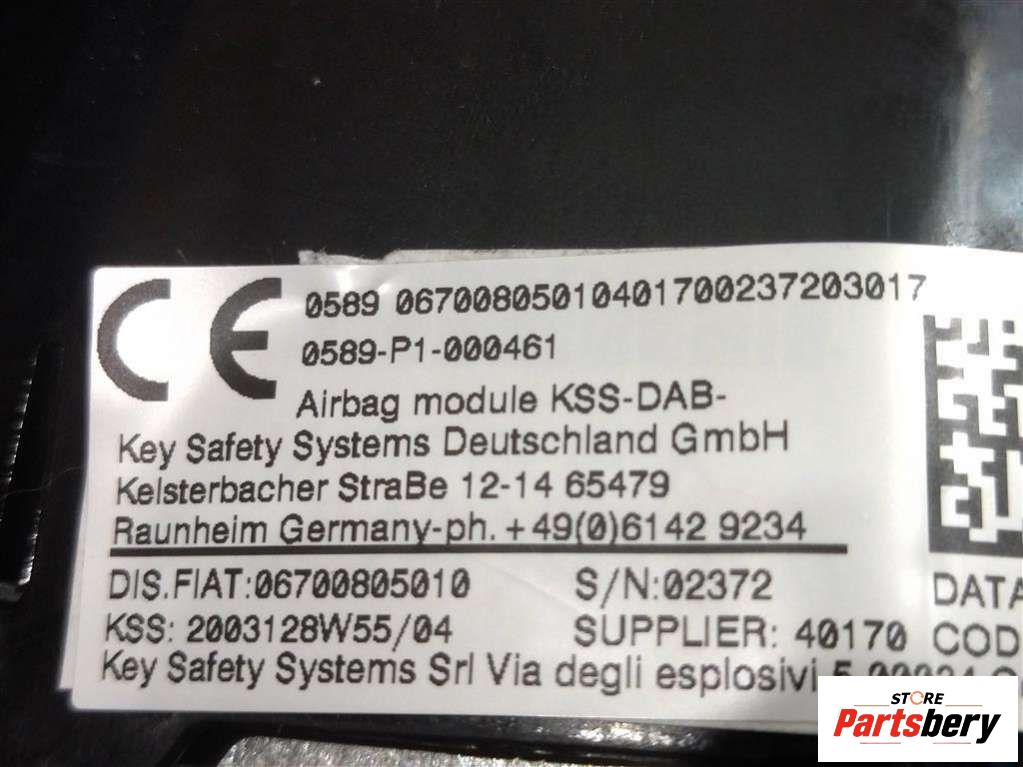 CE
0589 06700805010401700237203017
0589-P1-000461
Airbag module KSS-DAB-
Key Safety Systems Deutschland GmbH
Kelsterbacher StraBe 12-14 65479
Raunheim Germany-ph. +49(0)6142 9234
DIS.FIAT:06700805010 S/N:02372 DATA
KSS: 2003128W55/04 SUPPLIER: 40170 COD
Key Safety Systems Srl Via degli esplosivi
STORE
Partsbery